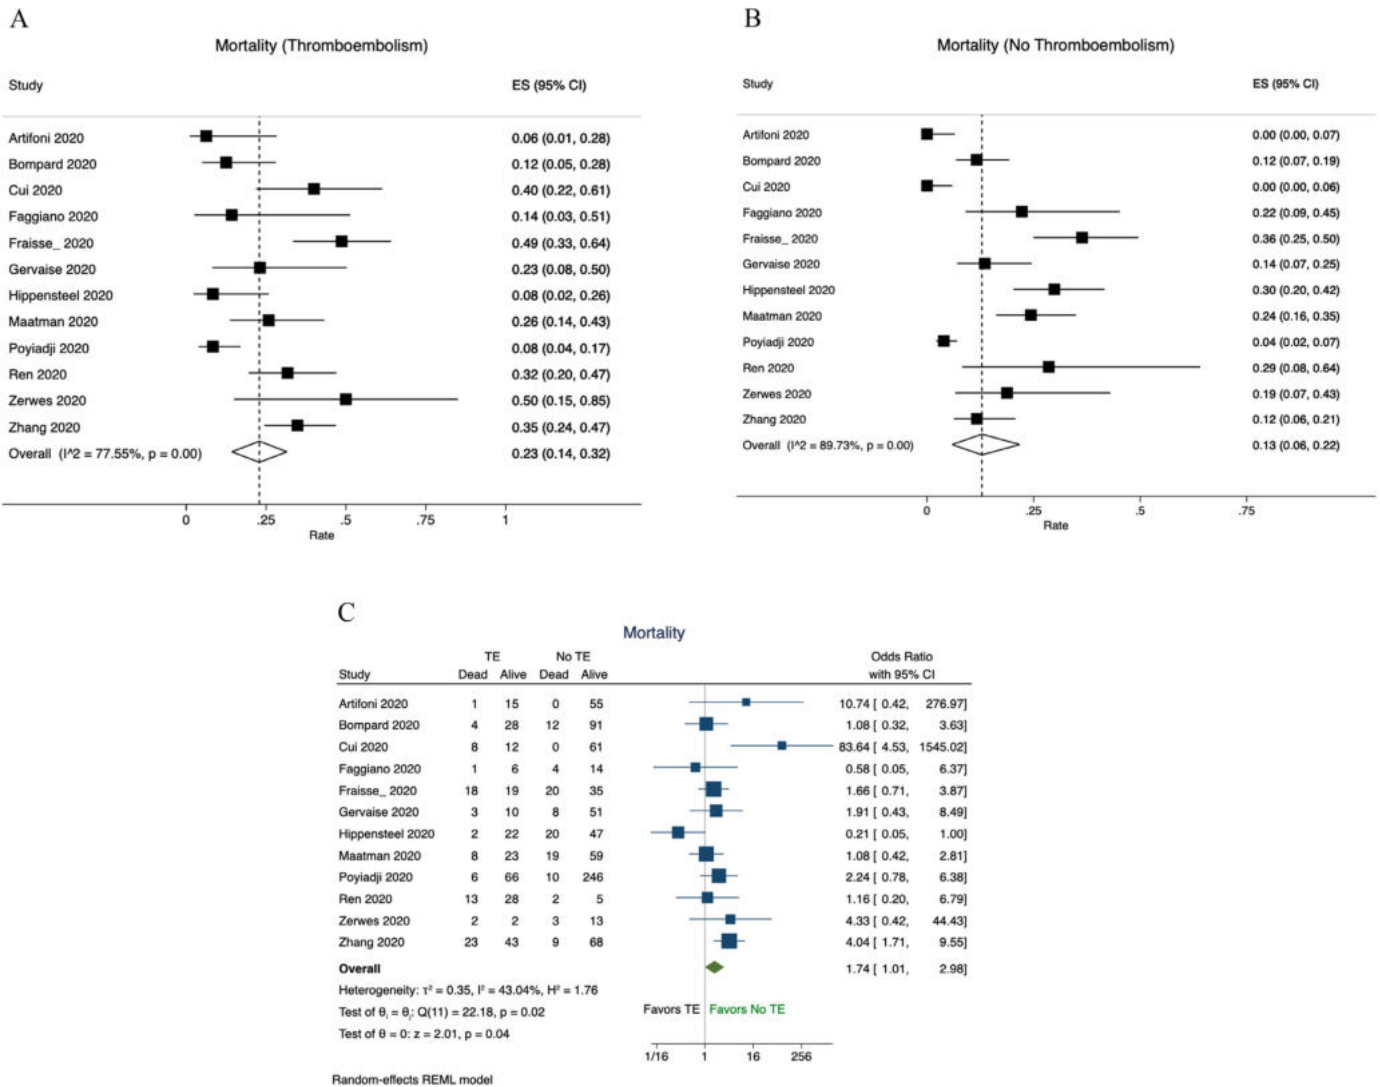 A
Mortality (Thromboembolism)
Study ES (95% CI)
Artifoni 2020 0.06 (0.01, 0.28)
Bompard 2020 0.12 (0.05, 0.28)
Cui 2020 0.40 (0.22, 0.61)
Faggiano 2020 0.14 (0.03, 0.51)
Fraisse_ 2020 0.49 (0.33, 0.64)
Gervaise 2020 0.23 (0.08, 0.50)
Hippensteel 2020 0.08 (0.02, 0.26)
Maatman 2020 0.26 (0.14, 0.43)
Poyiadji 2020 0.08 (0.04, 0.17)
Ren 2020 0.32 (0.20, 0.47)
Zerwes 2020 0.50 (0.15, 0.85)
Zhang 2020 0.35 (0.24, 0.47)
Overall (I^2 = 77.55%, p = 0.00) 0.23 (0.14, 0.32)
0 .25 .5 .75 1
Rate
B
Mortality (No Thromboembolism)
Study ES (95% CI)
Artifoni 2020 0.00 (0.00, 0.07)
Bompard 2020 0.12 (0.07, 0.19)
Cui 2020 0.00 (0.00, 0.06)
Faggiano 2020 0.22 (0.09, 0.45)
Fraisse_ 2020 0.36 (0.25, 0.50)
Gervaise 2020 0.14 (0.07, 0.25)
Hippensteel 2020 0.30 (0.20, 0.42)
Maatman 2020 0.24 (0.16, 0.35)
Poyiadji 2020 0.04 (0.02, 0.07)
Ren 2020 0.29 (0.08, 0.64)
Zerwes 2020 0.19 (0.07, 0.43)
Zhang 2020 0.12 (0.06, 0.21)
Overall (I^2 = 89.73%, p = 0.00) 0.13 (0.06, 0.22)
0 .25 .5 .75
Rate
C
Mortality
TE No TE Odds Ratio
Study Dead Alive Dead Alive with 95% CI
Artifoni 2020 1 15 0 55 10.74 [ 0.42, 276.97]
Bompard 2020 4 28 12 91 1.08 [ 0.32, 3.63]
Cui 2020 8 12 0 61 83.64 [ 4.53, 1545.02]
Faggiano 2020 1 6 4 14 0.58 [ 0.05, 6.37]
Fraisse_ 2020 18 19 20 35 1.66 [ 0.71, 3.87]
Gervaise 2020 3 10 8 51 1.91 [ 0.43, 8.49]
Hippensteel 2020 2 22 20 47 0.21 [ 0.05, 1.00]
Maatman 2020 8 23 19 59 1.08 [ 0.42, 2.81]
Poyiadji 2020 6 66 10 246 2.24 [ 0.78, 6.38]
Ren 2020 13 28 2 5 1.16 [ 0.20, 6.79]
Zerwes 2020 2 2 3 13 4.33 [ 0.42, 44.43]
Zhang 2020 23 43 9 68 4.04 [ 1.71, 9.55]
Overall 1.74 [ 1.01, 2.98]
Heterogeneity: τ² = 0.35, I² = 43.04%, H² = 1.76
Test of θᵢ = θⱼ: Q(11) = 22.18, p = 0.02 Favors TE Favors No TE
Test of θ = 0: z = 2.01, p = 0.04
1/16 1 16 256
Random-effects REML model